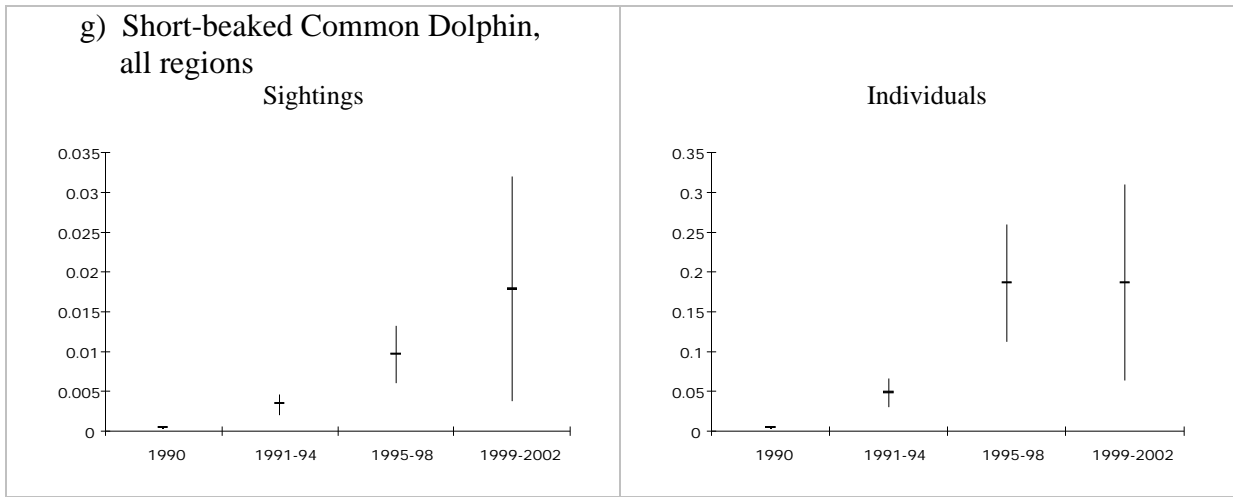 g) Short-beaked Common Dolphin,
all regions
Sightings
0.035
0.03
0.025
0.02
0.015
0.01
0.005
0
1990 1991-94 1995-98 1999-2002
Individuals
0.35
0.3
0.25
0.2
0.15
0.1
0.05
0
1990 1991-94 1995-98 1999-2002